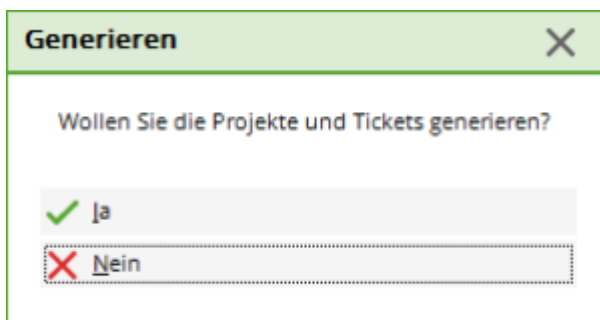 Generieren
Wollen Sie die Projekte und Tickets generieren?
Ja
Nein